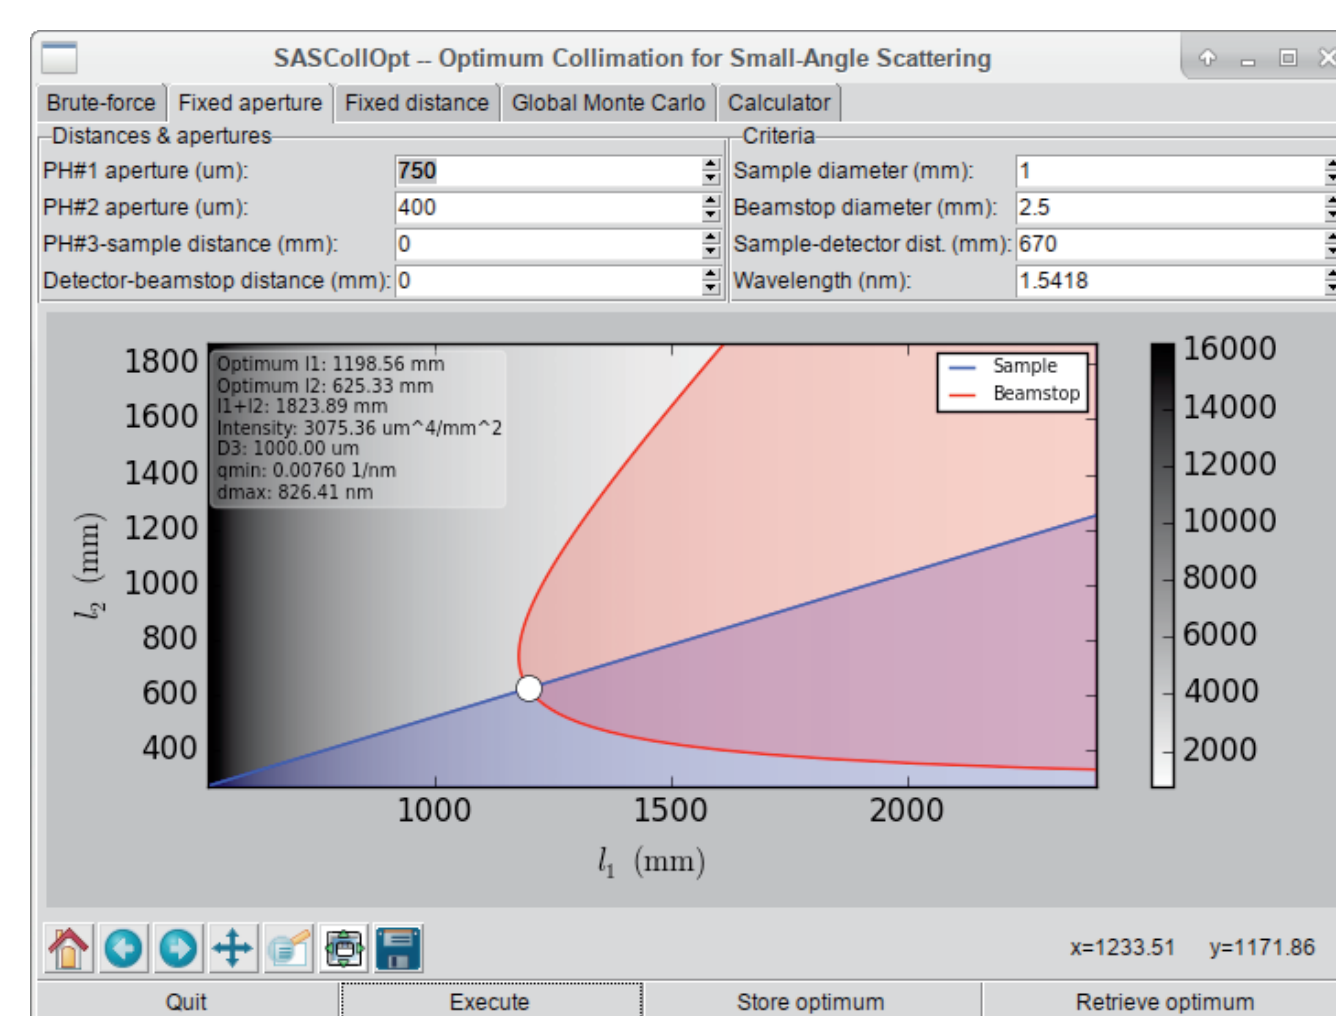 SASCollOpt -- Optimum Collimation for Small-Angle Scattering
Brute-force Fixed aperture Fixed distance Global Monte Carlo Calculator
Distances & apertures
PH#1 aperture (um): 750
PH#2 aperture (um): 400
PH#3-sample distance (mm): 0
Detector-beamstop distance (mm): 0
Criteria
Sample diameter (mm): 1
Beamstop diameter (mm): 2.5
Sample-detector dist. (mm): 670
Wavelength (nm): 1.5418
Optimum l1: 1198.56 mm
Optimum l2: 625.33 mm
l1+l2: 1823.89 mm
Intensity: 3075.36 um^4/mm^2
D3: 1000.00 um
qmin: 0.00760 1/nm
dmax: 826.41 nm
Sample
Beamstop
1800
1600
1400
1200
1000
800
600
400
l₂ (mm)
1000 1500 2000
l₁ (mm)
16000
14000
12000
10000
8000
6000
4000
2000
x=1233.51 y=1171.86
Quit Execute Store optimum Retrieve optimum